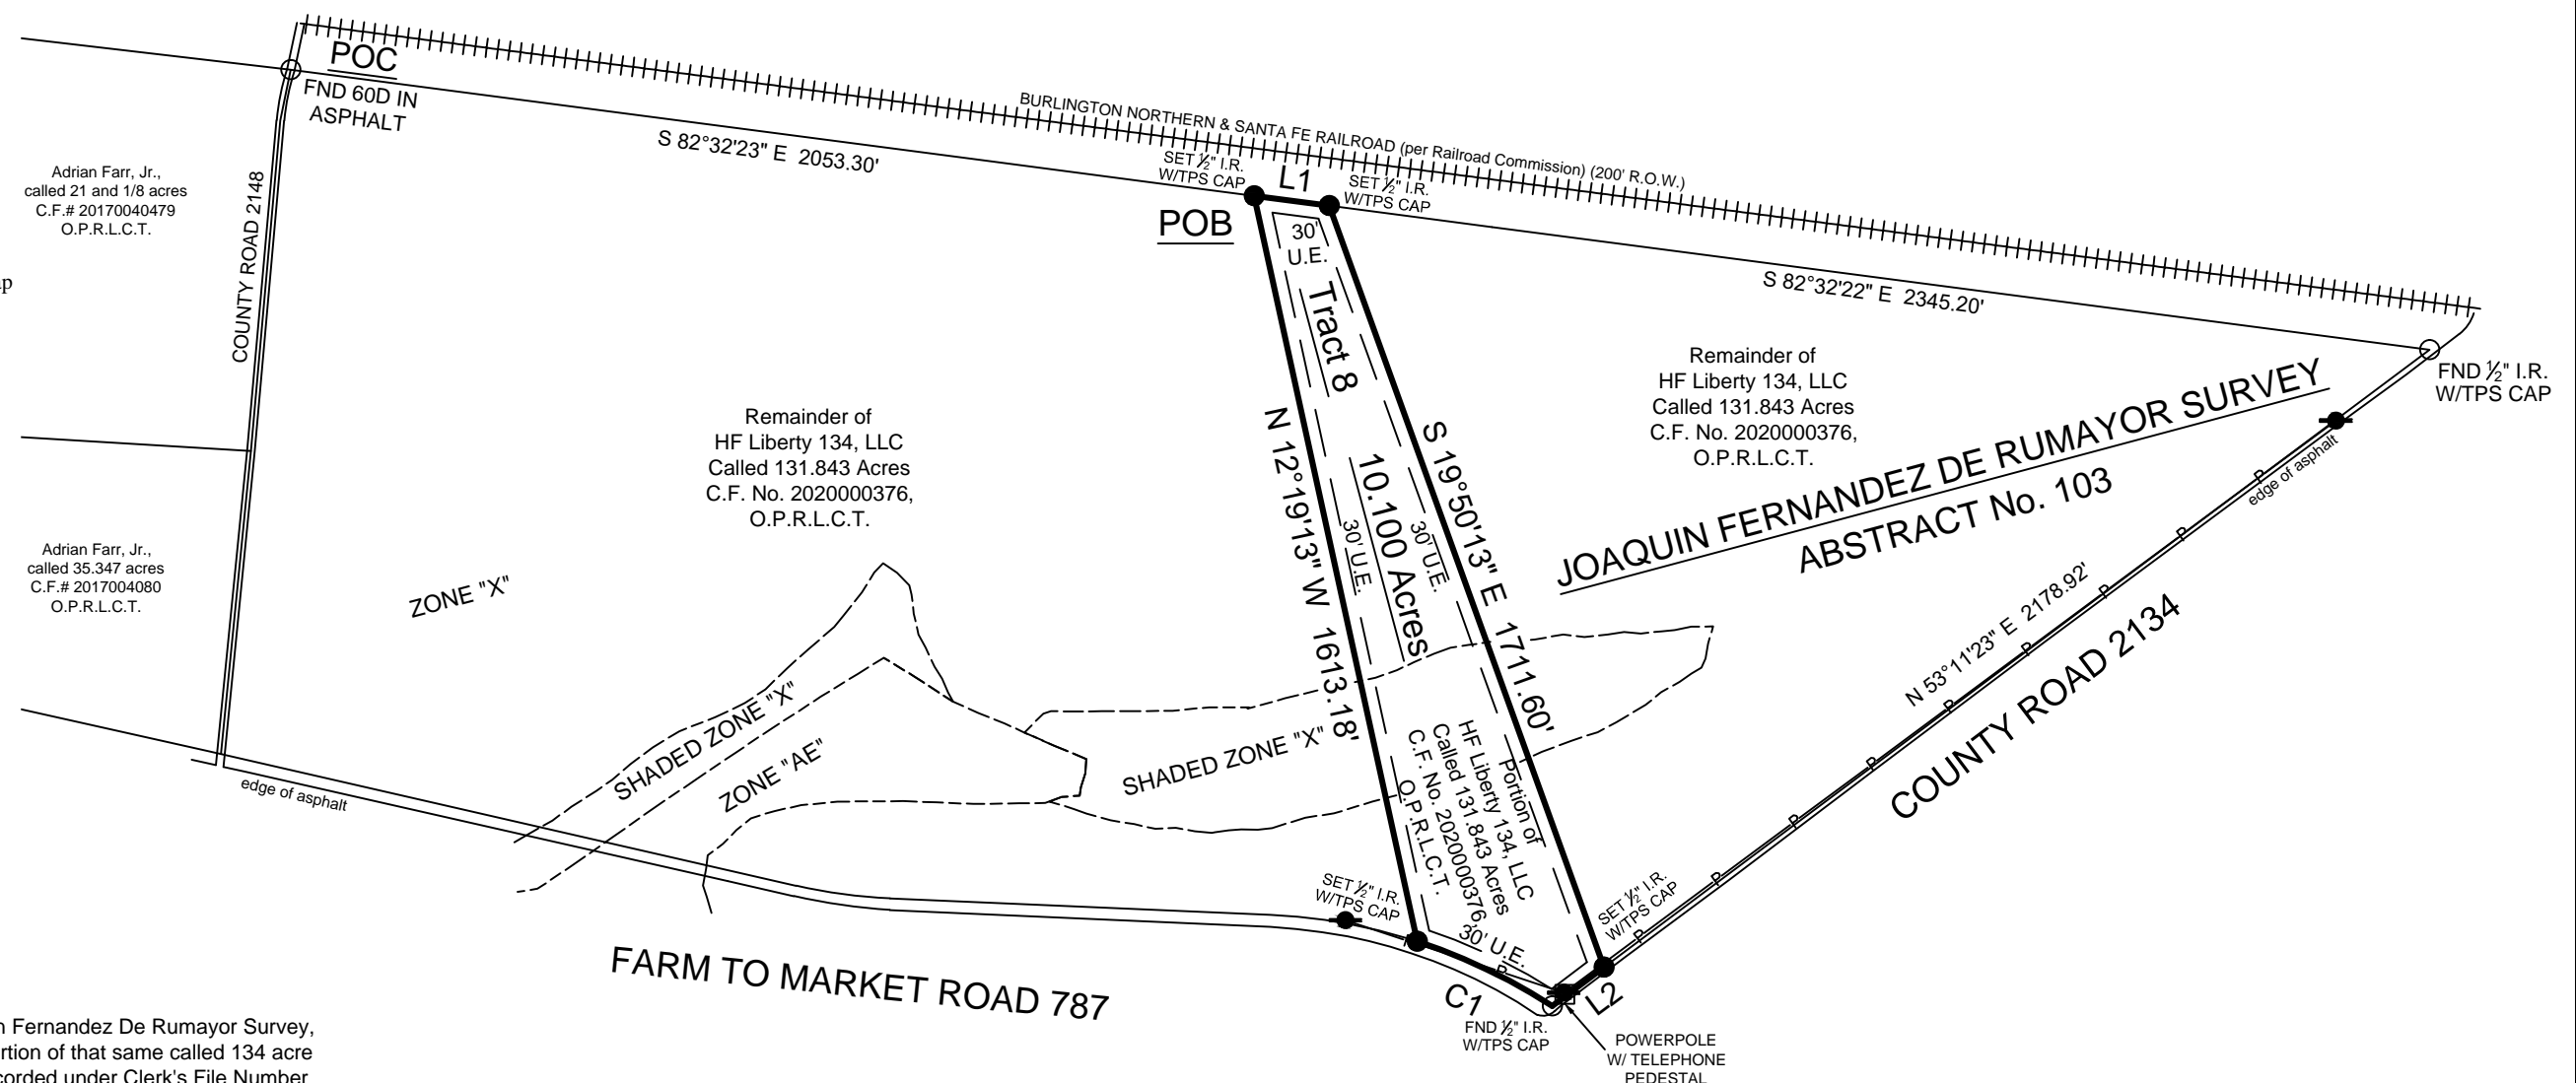 POC
FND 60D IN
ASPHALT
BURLINGTON NORTHERN & SANTA FE RAILROAD (per Railroad Commission) (200' R.O.W.)
S 82°32'23" E 2053.30'
SET ½" I.R.
W/TPS CAP
L1
SET ½" I.R.
W/TPS CAP
POB
Adrian Farr, Jr.,
called 21 and 1/8 acres
C.F.# 20170040479
O.P.R.L.C.T.
COUNTY ROAD 2148
S 82°32'22" E 2345.20'
30'
U.E.
Tract 8
FND ½" I.R.
W/TPS CAP
Remainder of
HF Liberty 134, LLC
Called 131.843 Acres
C.F. No. 2020000376,
O.P.R.L.C.T.
Remainder of
HF Liberty 134, LLC
Called 131.843 Acres
C.F. No. 2020000376,
O.P.R.L.C.T.
JOAQUIN FERNANDEZ DE RUMAYOR SURVEY
ABSTRACT No. 103
edge of asphalt
N 12°19'13" W 1613.18'
30' U.E.
10.100 Acres
30' U.E.
S 19°50'13" E 1711.60'
Adrian Farr, Jr.,
called 35.347 acres
C.F.# 2017004080
O.P.R.L.C.T.
ZONE "X"
N 53°11'23" E 2178.92'
COUNTY ROAD 2134
SHADED ZONE "X"
ZONE "AE"
SHADED ZONE "X"
Portion of
HF Liberty 134, LLC
Called 131.843 Acres
C.F. No. 2020000376,
O.P.R.L.C.T.
edge of asphalt
SET ½" I.R.
W/TPS CAP
SET ½" I.R.
W/TPS CAP
30' U.E.
P
P
P
P
P
P
P
P
P
P
FARM TO MARKET ROAD 787
C1
L2
FND ½" I.R.
W/TPS CAP
POWERPOLE
W/ TELEPHONE
PEDESTAL
n Fernandez De Rumayor Survey,
rtion of that same called 134 acre
corded under Clerk's File Number